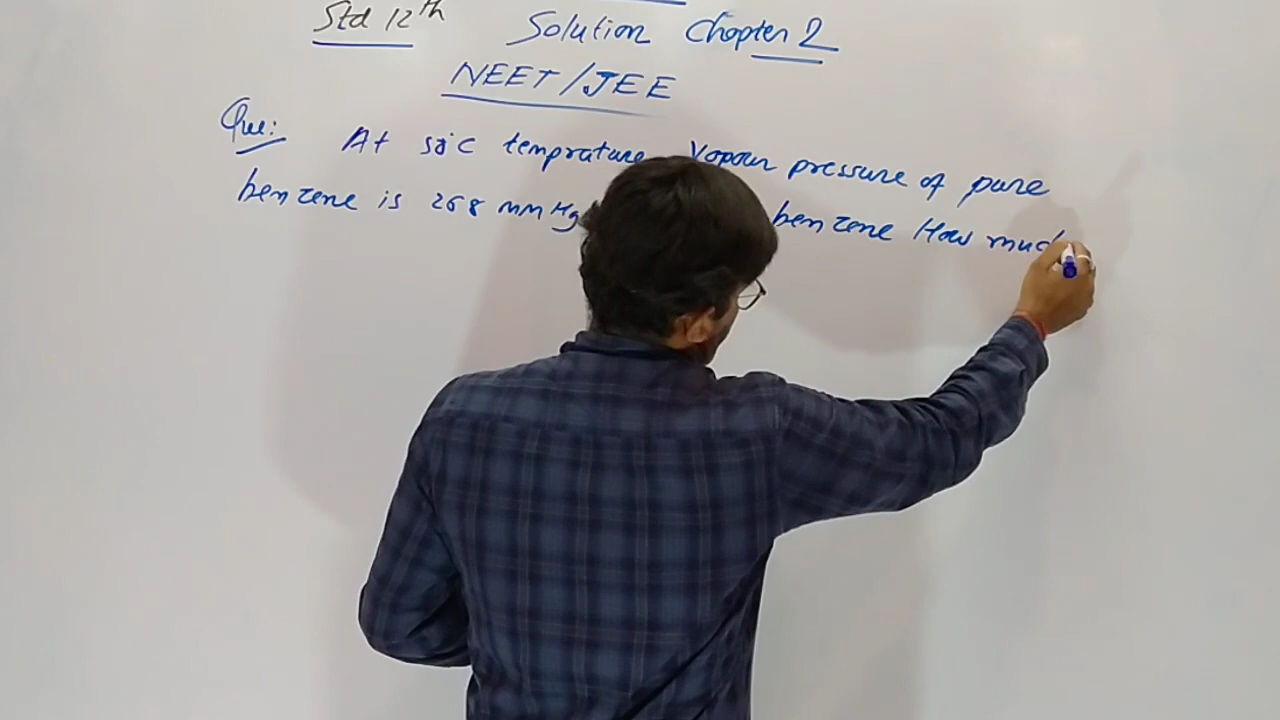 Std 12th
Solution Chapter 2
NEET/JEE
Que: At 50°C temprature Vapour pressure of pure
benzene is 268 mm Hg benzene How much